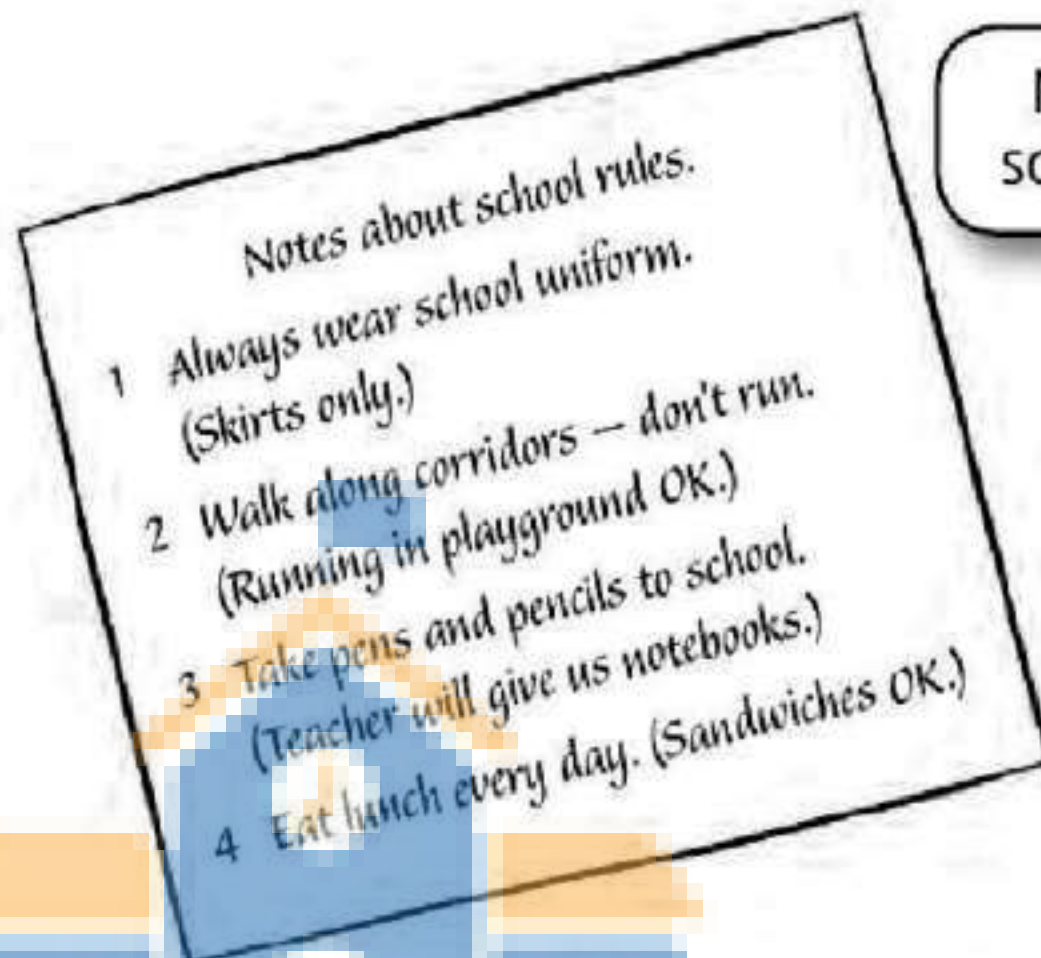 Notes about school rules.
1 Always wear school uniform.
(Skirts only.)
2 Walk along corridors – don't run.
(Running in playground OK.)
3 Take pens and pencils to school.
(Teacher will give us notebooks.)
4 Eat lunch every day. (Sandwiches OK.)